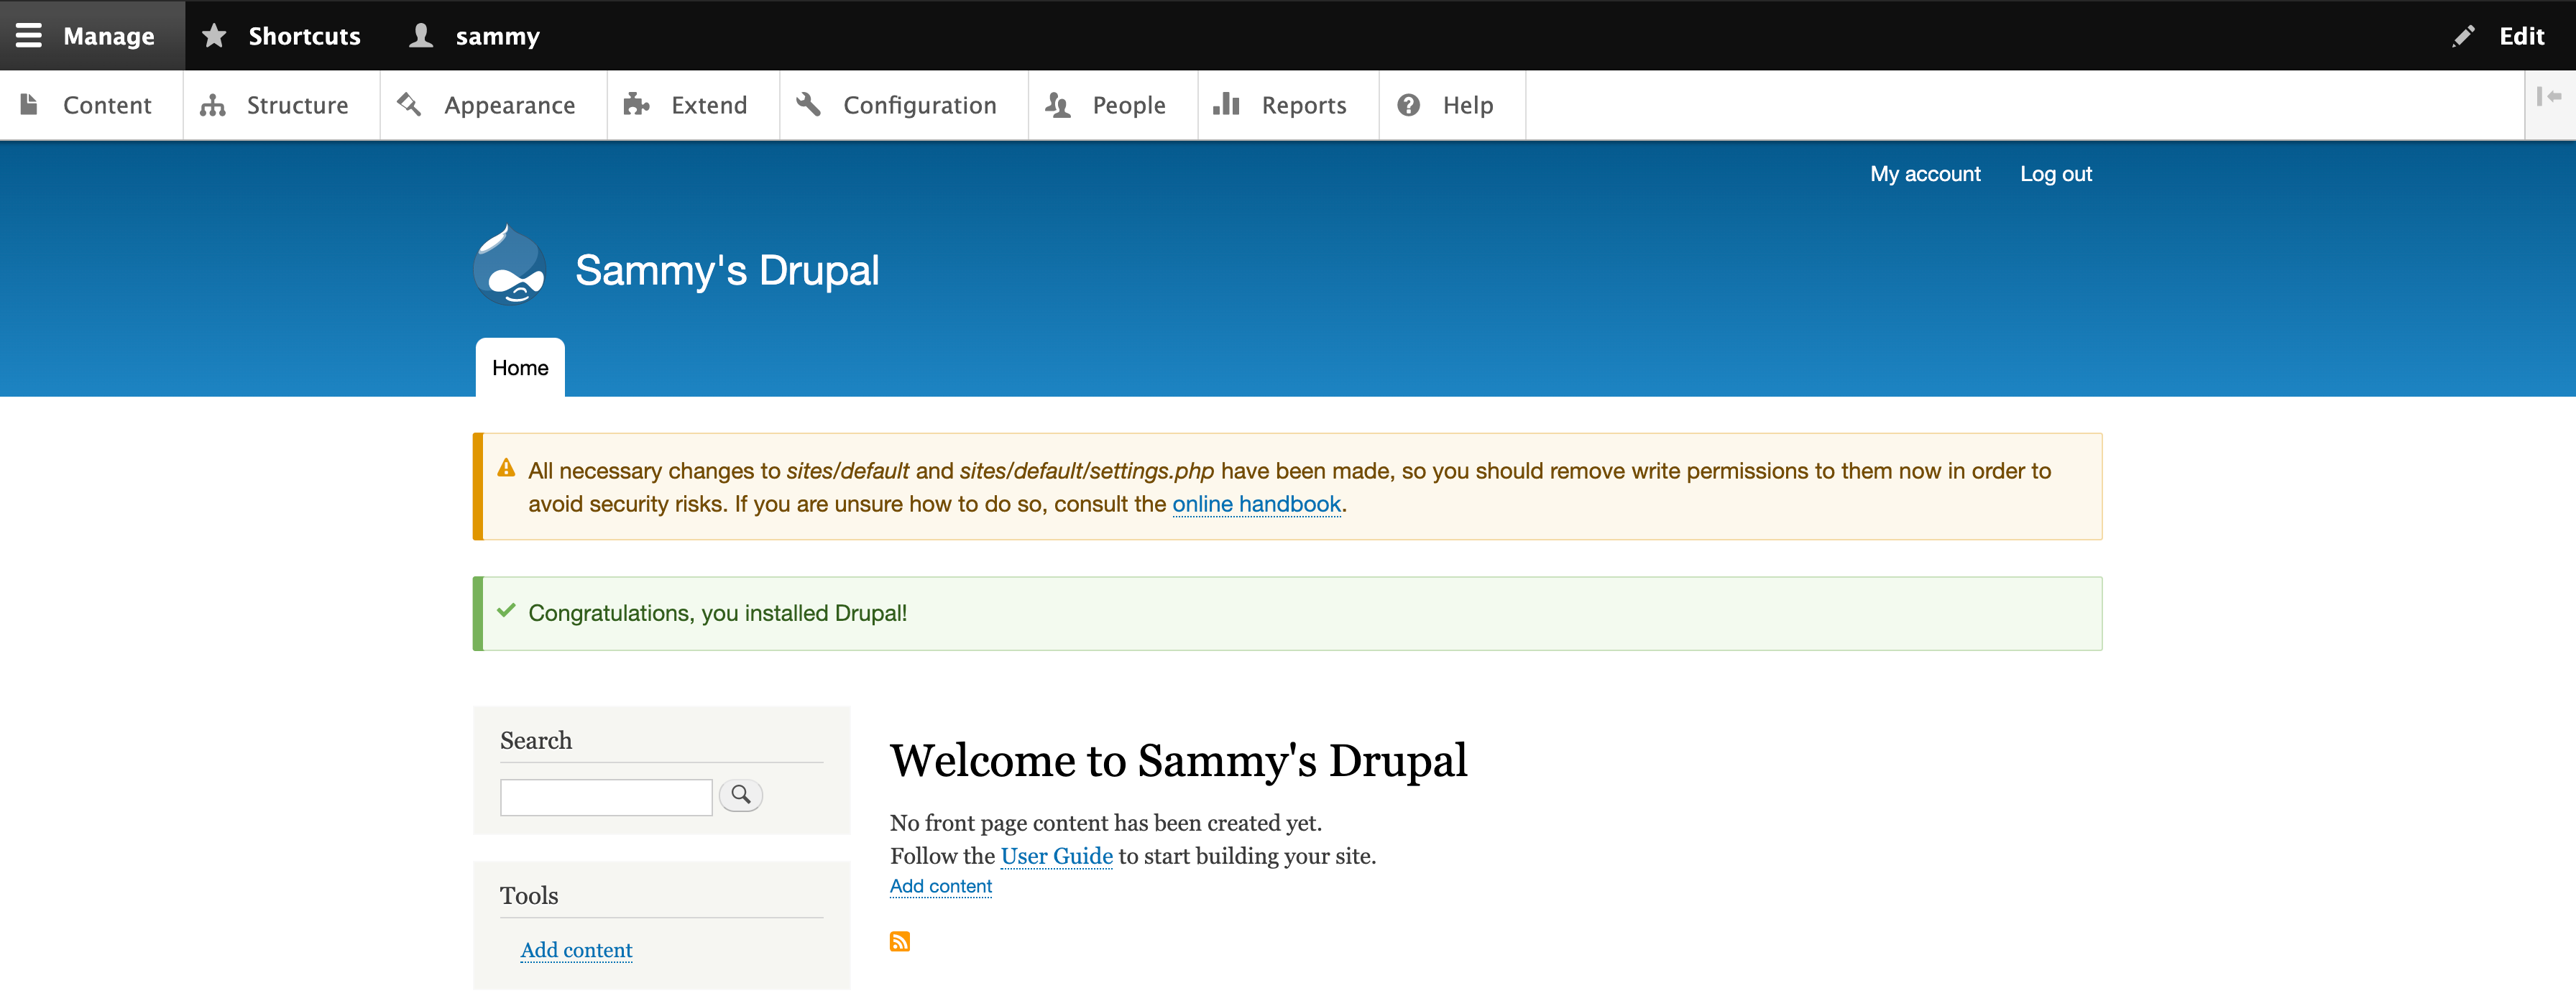 Manage Shortcuts sammy Edit
Content Structure Appearance Extend Configuration People Reports Help
My account Log out
Sammy's Drupal
Home
All necessary changes to sites/default and sites/default/settings.php have been made, so you should remove write permissions to them now in order to
avoid security risks. If you are unsure how to do so, consult the online handbook.
Congratulations, you installed Drupal!
Search
Welcome to Sammy's Drupal
No front page content has been created yet.
Follow the User Guide to start building your site.
Add content
Tools
Add content